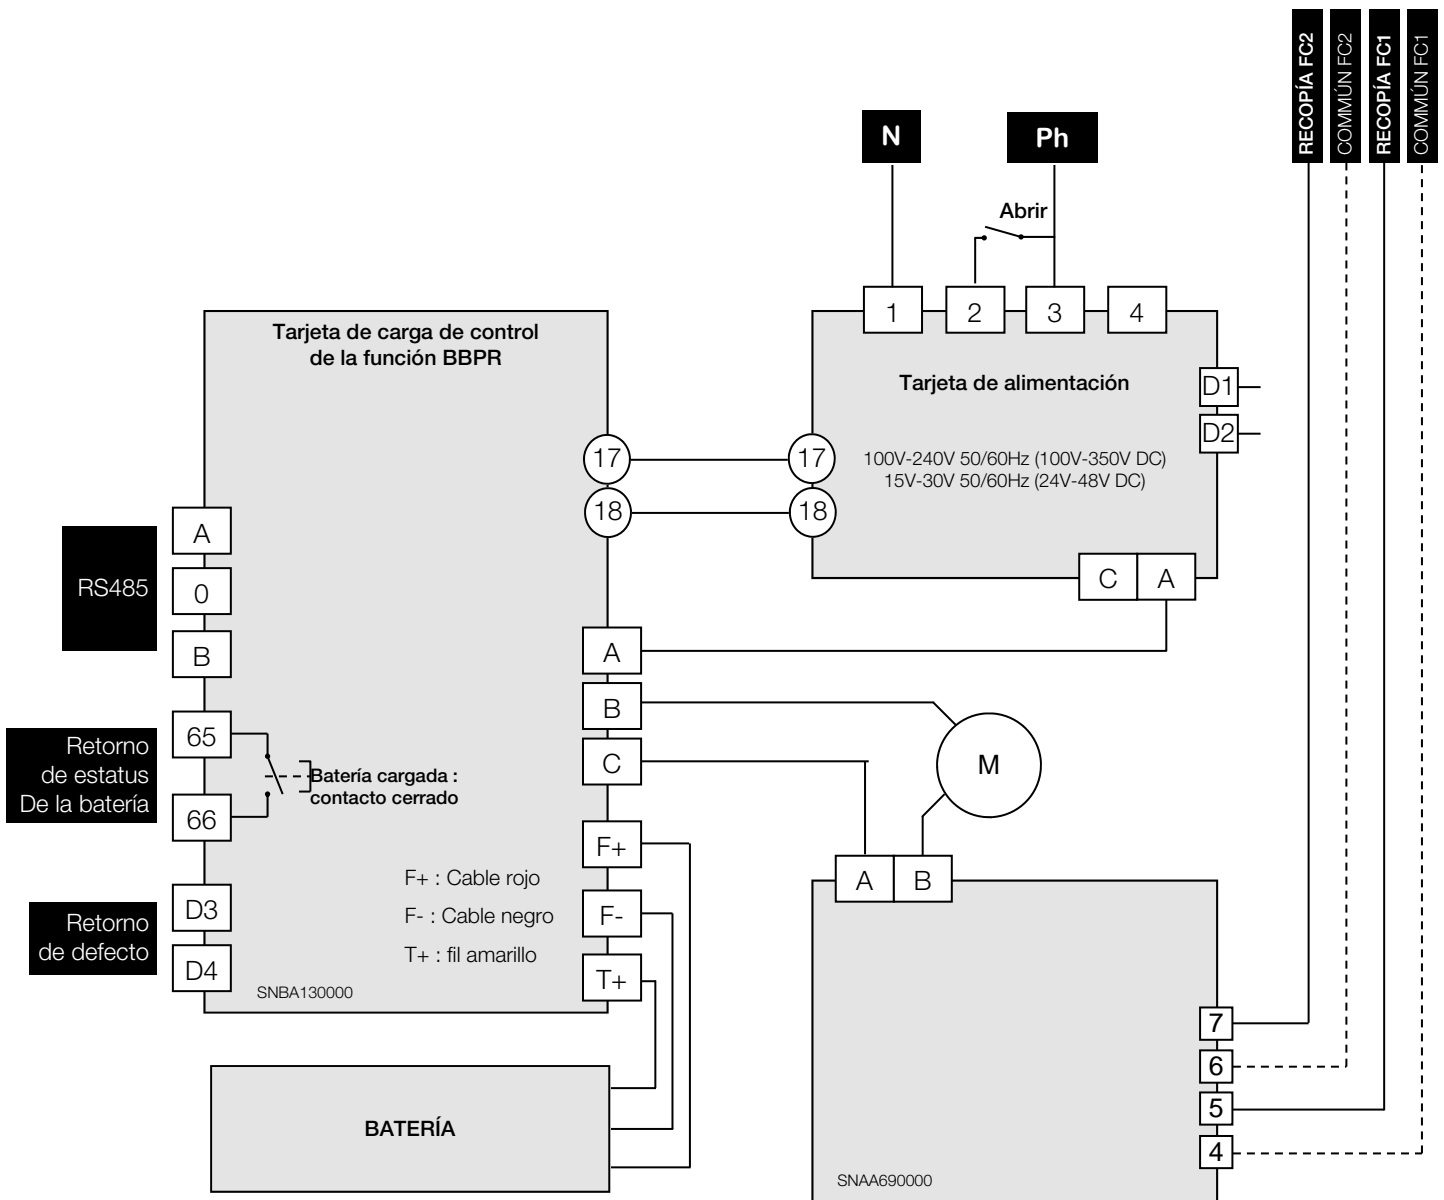 RECOPÍA FC2
COMMÚN FC2
RECOPÍA FC1
COMMÚN FC1
N
Ph
Abrir
1
2
3
4
Tarjeta de carga de control
de la función BBPR
Tarjeta de alimentación
D1
D2
17
17
100V-240V 50/60Hz (100V-350V DC)
15V-30V 50/60Hz (24V-48V DC)
18
18
RS485
A
0
B
C
A
A
B
C
M
Retorno
de estatus
De la batería
65
66
Batería cargada :
contacto cerrado
F+
F-
T+
F+ : Cable rojo
F- : Cable negro
T+ : fil amarillo
A
B
Retorno
de defecto
D3
D4
SNBA130000
BATERÍA
7
6
5
4
SNAA690000